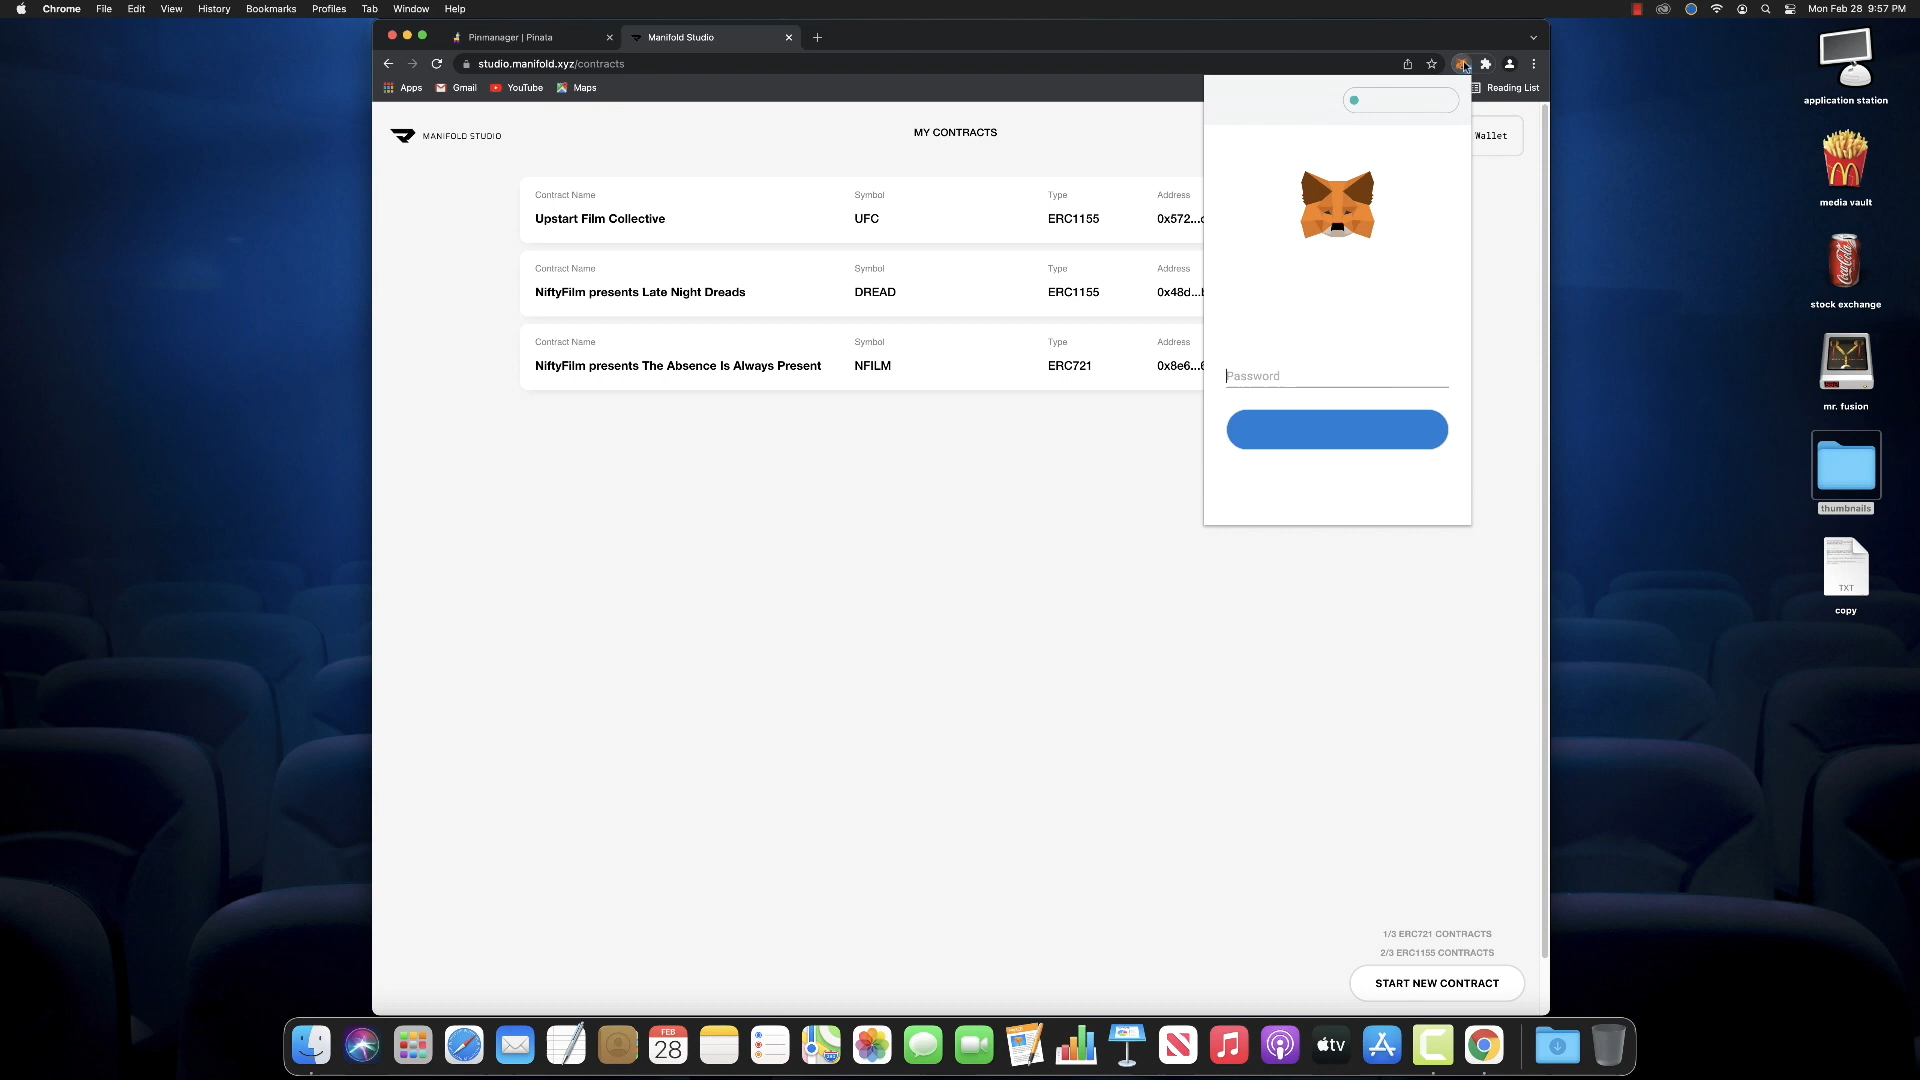 Chrome File Edit View History Bookmarks Profiles Tab Window Help
Mon Feb 28 9:57 PM
Pinmanager | Pinata
Manifold Studio
studio.manifold.xyz/contracts
Apps Gmail YouTube Maps
Reading List
MANIFOLD STUDIO
MY CONTRACTS
Wallet
Contract Name Symbol Type Address
Upstart Film Collective UFC ERC1155 0x572...
Contract Name Symbol Type Address
NiftyFilm presents Late Night Dreads DREAD ERC1155 0x48d...
Contract Name Symbol Type Address
NiftyFilm presents The Absence Is Always Present NFILM ERC721 0x8e6...
Password
1/3 ERC721 CONTRACTS
2/3 ERC1155 CONTRACTS
START NEW CONTRACT
application station
media vault
Coca-Cola
stock exchange
mr. fusion
thumbnails
TXT
copy
FEB
28
tv